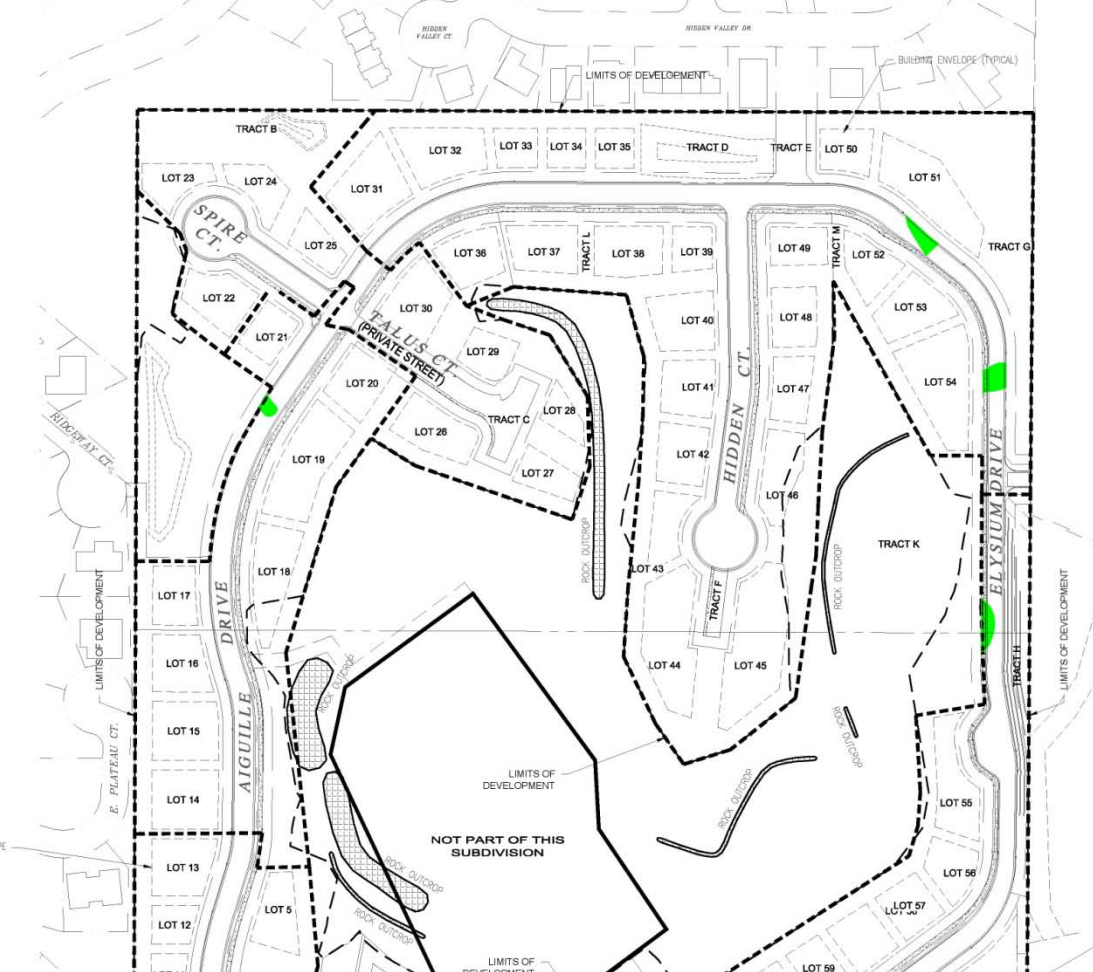 HIDDEN
VALLEY CT.
HIDDEN VALLEY DR
BUILDING ENVELOPE (TYPICAL)
LIMITS OF DEVELOPMENT
TRACT B
LOT 32
LOT 33
LOT 34
LOT 35
TRACT D
TRACT E
LOT 50
LOT 23
LOT 24
LOT 31
LOT 51
SPIRE
CT.
LOT 25
LOT 36
LOT 37
TRACT L
LOT 38
LOT 39
LOT 49
TRACT M
LOT 52
TRACT G
LOT 22
LOT 30
TALUS CT.
(PRIVATE STREET)
LOT 21
LOT 29
LOT 40
LOT 48
LOT 53
LOT 20
LOT 28
LOT 41
HIDDEN CT.
LOT 47
LOT 54
RIDGEWAY CT.
LOT 26
TRACT C
LOT 19
LOT 27
LOT 42
LOT 46
ELYSIUM DRIVE
ROCK OUTCROP
ROCK OUTCROP
TRACT K
LOT 18
LOT 43
TRACT F
LIMITS OF DEVELOPMENT
LOT 17
AIGUILLE DRIVE
LIMITS OF DEVELOPMENT
LOT 16
ROCK OUTCROP
LOT 44
LOT 45
TRACT H
E. PLATEAU CT.
LOT 15
ROCK OUTCROP
LIMITS OF
DEVELOPMENT
ROCK OUTCROP
LOT 14
LOT 55
NOT PART OF THIS
SUBDIVISION
LOT 13
ROCK OUTCROP
LOT 56
LOT 5
ROCK OUTCROP
LOT 57
LOT 12
LIMITS OF
DEVELOPMENT
LOT 59